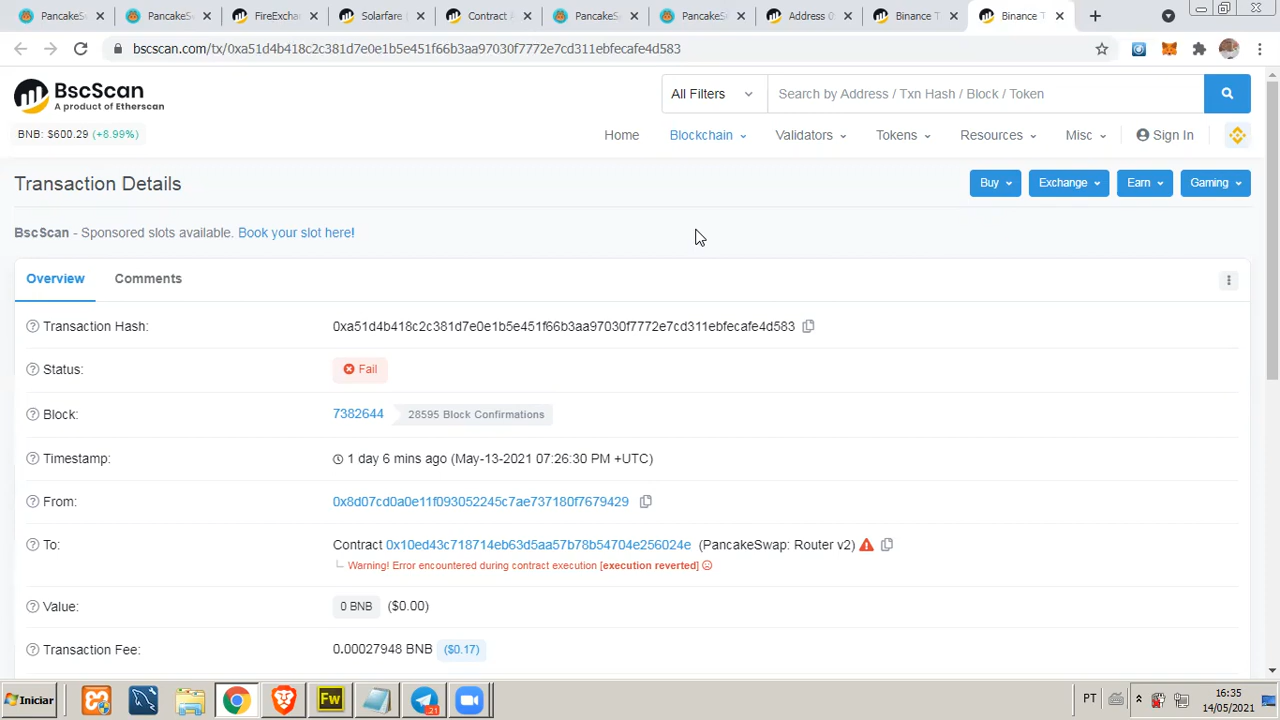 PancakeS
PancakeS
FireExcha
Solarfare
Contract A
PancakeS
PancakeS
Address
Binance T
Binance T
bscscan.com/tx/0xa51d4b418c2c381d7e0e1b5e451f66b3aa97030f7772e7cd311ebfecafe4d583
BscScan
A product of Etherscan
All Filters
Search by Address / Txn Hash / Block / Token
BNB: $600.29 (+6.99%)
Home
Blockchain
Validators
Tokens
Resources
Misc
Sign In
Transaction Details
Buy
Exchange
Earn
Gaming
BscScan - Sponsored slots available. Book your slot here!
Overview
Comments
Transaction Hash:
0xa51d4b418c2c381d7e0e1b5e451f66b3aa97030f7772e7cd311ebfecafe4d583
Status:
Fail
Block:
7382644
28595 Block Confirmations
Timestamp:
1 day 6 mins ago (May-13-2021 07:26:30 PM +UTC)
From:
0x8d07cd0a0e11f093052245c7ae737180f7679429
To:
Contract 0x10ed43c718714eb63d5aa57b78b54704e256024e (PancakeSwap: Router v2)
Warning! Error encountered during contract execution [execution reverted]
Value:
0 BNB ($0.00)
Transaction Fee:
0.00027948 BNB ($0.17)
Iniciar
Fw
21
PT
16:35
14/05/2021